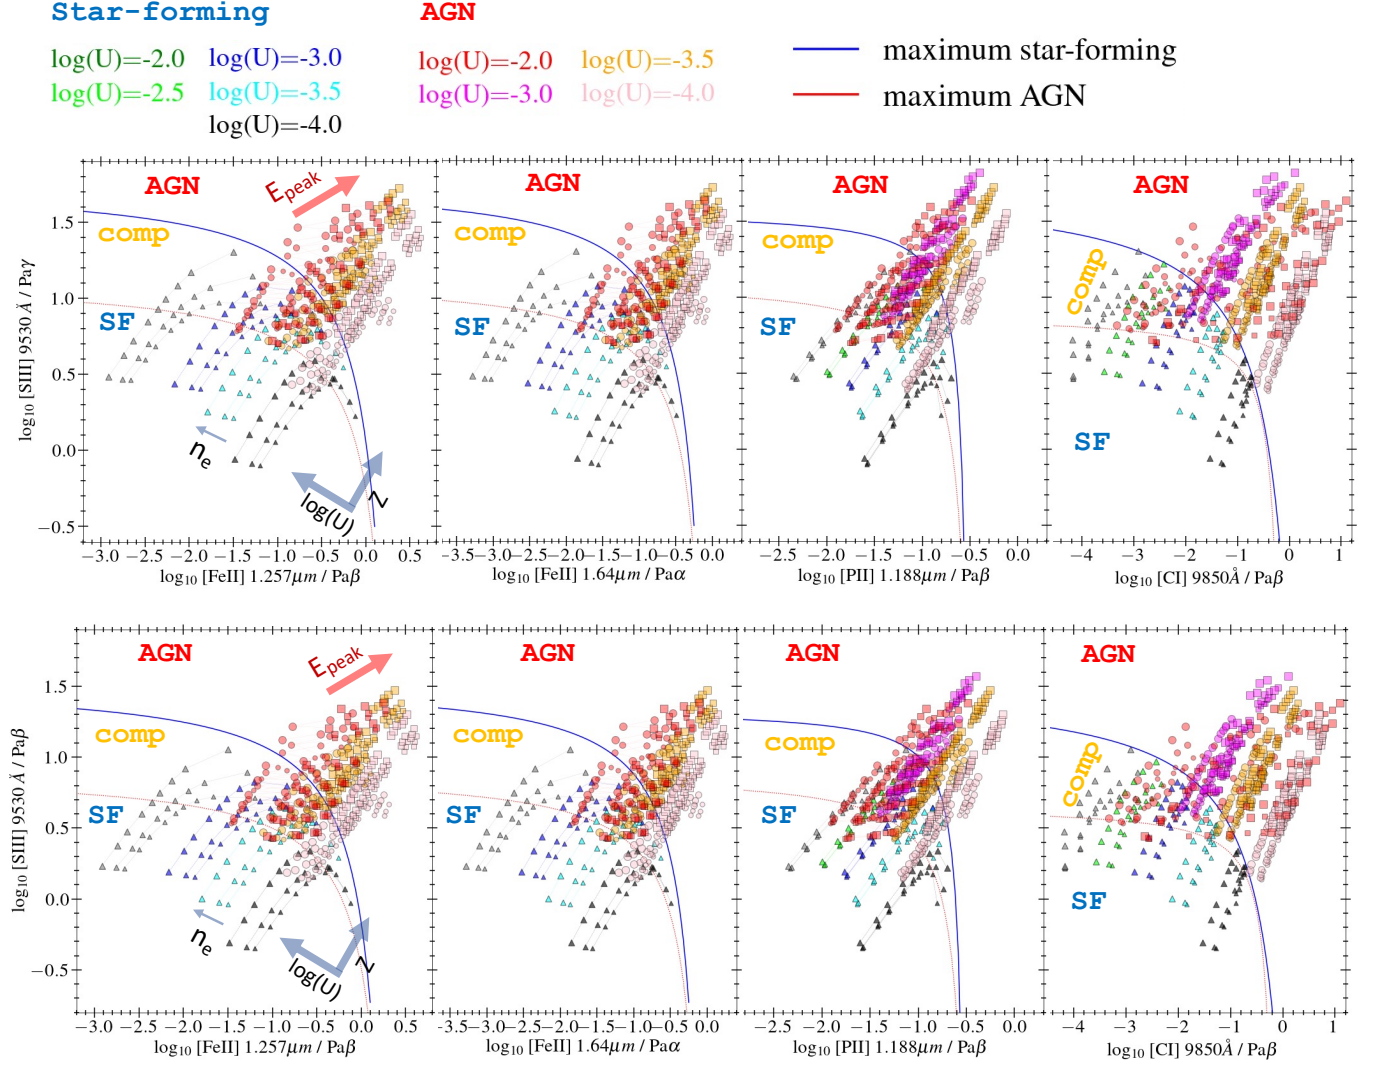 Star-forming AGN
log(U)=-2.0 log(U)=-3.0 log(U)=-2.0 log(U)=-3.5 maximum star-forming
log(U)=-2.5 log(U)=-3.5 log(U)=-3.0 log(U)=-4.0 maximum AGN
log(U)=-4.0
AGN Epeak AGN AGN AGN
comp comp comp comp
SF SF SF SF
ne log(U) Z
1.5
1.0
0.5
0.0
−0.5
log₁₀ [SIII] 9530 Å / Paγ
−3.0 −2.5 −2.0 −1.5 −1.0 −0.5 0.0 0.5 -3.5 −3.0 −2.5 −2.0 −1.5 −1.0 −0.5 0.0 −2.5 −2.0 −1.5 −1.0 −0.5 0.0 −4 −3 −2 −1 0 1
log₁₀ [FeII] 1.257μm / Paβ log₁₀ [FeII] 1.64μm / Paα log₁₀ [PII] 1.188μm / Paβ log₁₀ [CI] 9850Å / Paβ
AGN Epeak AGN AGN AGN
comp comp comp comp
SF SF SF SF
ne log(U) Z
1.5
1.0
0.5
0.0
−0.5
log₁₀ [SIII] 9530 Å / Paβ
−3.0 −2.5 −2.0 −1.5 −1.0 −0.5 0.0 0.5 -3.5 −3.0 −2.5 −2.0 −1.5 −1.0 −0.5 0.0 −2.5 −2.0 −1.5 −1.0 −0.5 0.0 −4 −3 −2 −1 0 1
log₁₀ [FeII] 1.257μm / Paβ log₁₀ [FeII] 1.64μm / Paα log₁₀ [PII] 1.188μm / Paβ log₁₀ [CI] 9850Å / Paβ